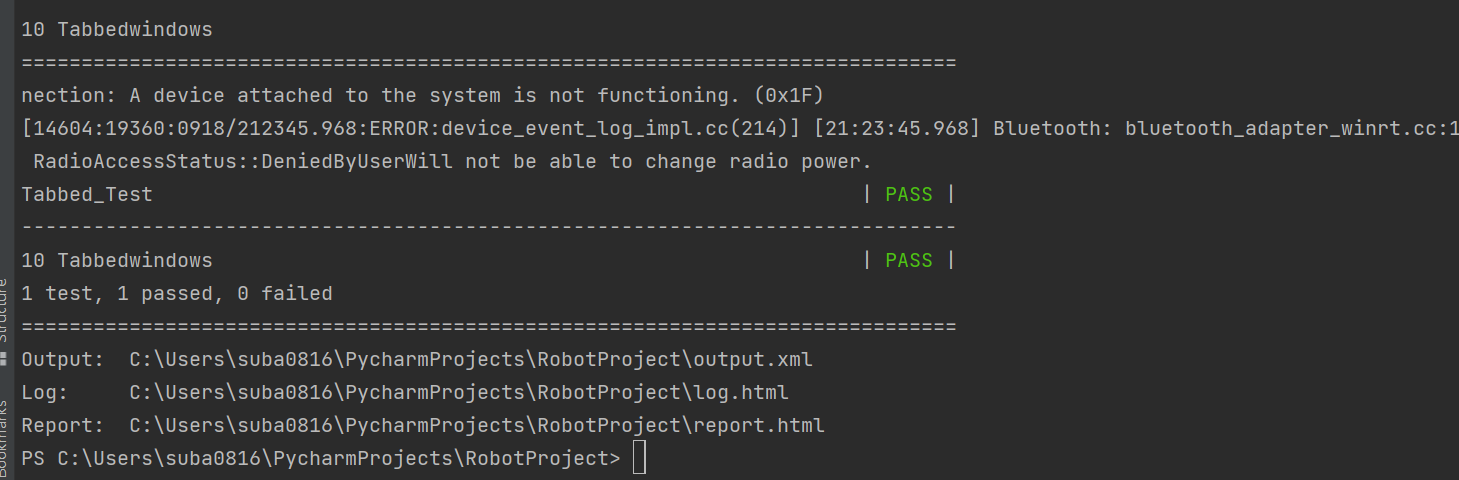 10 Tabbedwindows
==============================================================================
nection: A device attached to the system is not functioning. (0x1F)
[14604:19360:0918/212345.968:ERROR:device_event_log_impl.cc(214)] [21:23:45.968] Bluetooth: bluetooth_adapter_winrt.cc:1
RadioAccessStatus::DeniedByUserWill not be able to change radio power.
Tabbed_Test | PASS |
------------------------------------------------------------------------------
10 Tabbedwindows | PASS |
1 test, 1 passed, 0 failed
==============================================================================
Output: C:\Users\suba0816\PycharmProjects\RobotProject\output.xml
Log: C:\Users\suba0816\PycharmProjects\RobotProject\log.html
Report: C:\Users\suba0816\PycharmProjects\RobotProject\report.html
PS C:\Users\suba0816\PycharmProjects\RobotProject>
Structure
Bookmarks